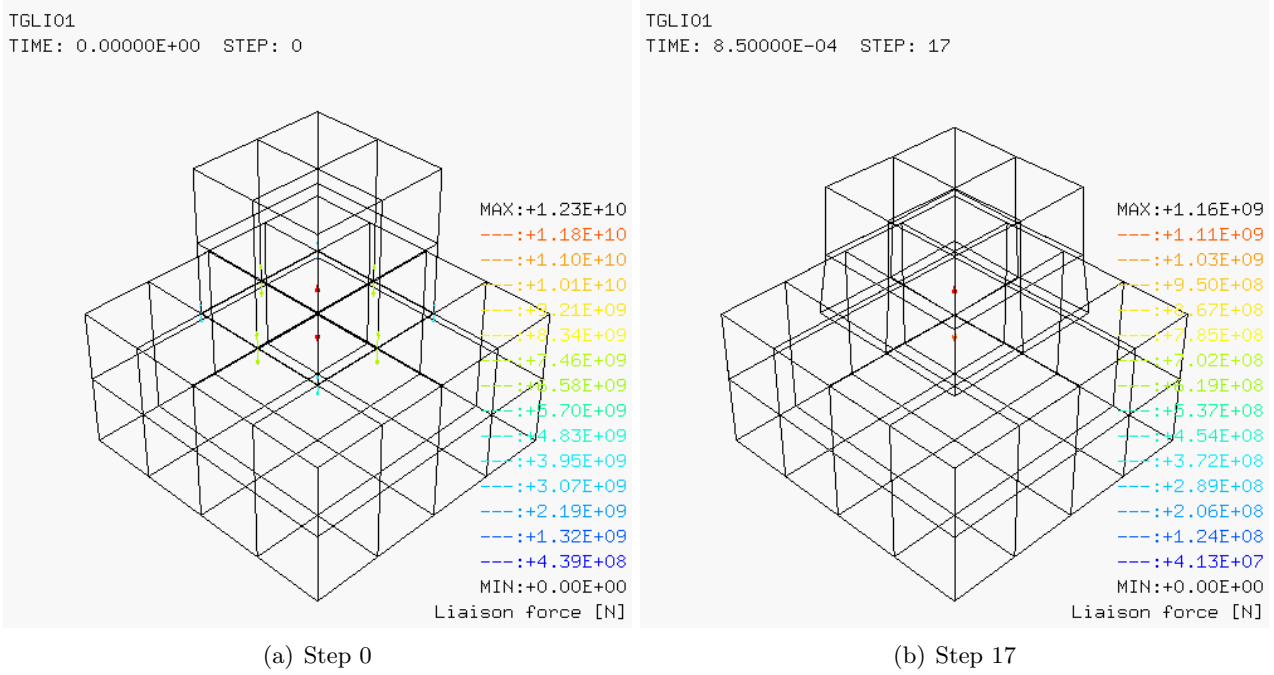 TGLIO1
TIME: 0.00000E+00 STEP: 0
MAX:+1.23E+10
---:+1.18E+10
---:+1.10E+10
---:+1.01E+10
---:+9.21E+09
---:+8.34E+09
---:+7.46E+09
---:+6.58E+09
---:+5.70E+09
---:+4.83E+09
---:+3.95E+09
---:+3.07E+09
---:+2.19E+09
---:+1.32E+09
---:+4.39E+08
MIN:+0.00E+00
Liaison force [N]
(a) Step 0
TGLIO1
TIME: 8.50000E-04 STEP: 17
MAX:+1.16E+09
---:+1.11E+09
---:+1.03E+09
---:+9.50E+08
---:+8.67E+08
---:+7.85E+08
---:+7.02E+08
---:+6.19E+08
---:+5.37E+08
---:+4.54E+08
---:+3.72E+08
---:+2.89E+08
---:+2.06E+08
---:+1.24E+08
---:+4.13E+07
MIN:+0.00E+00
Liaison force [N]
(b) Step 17